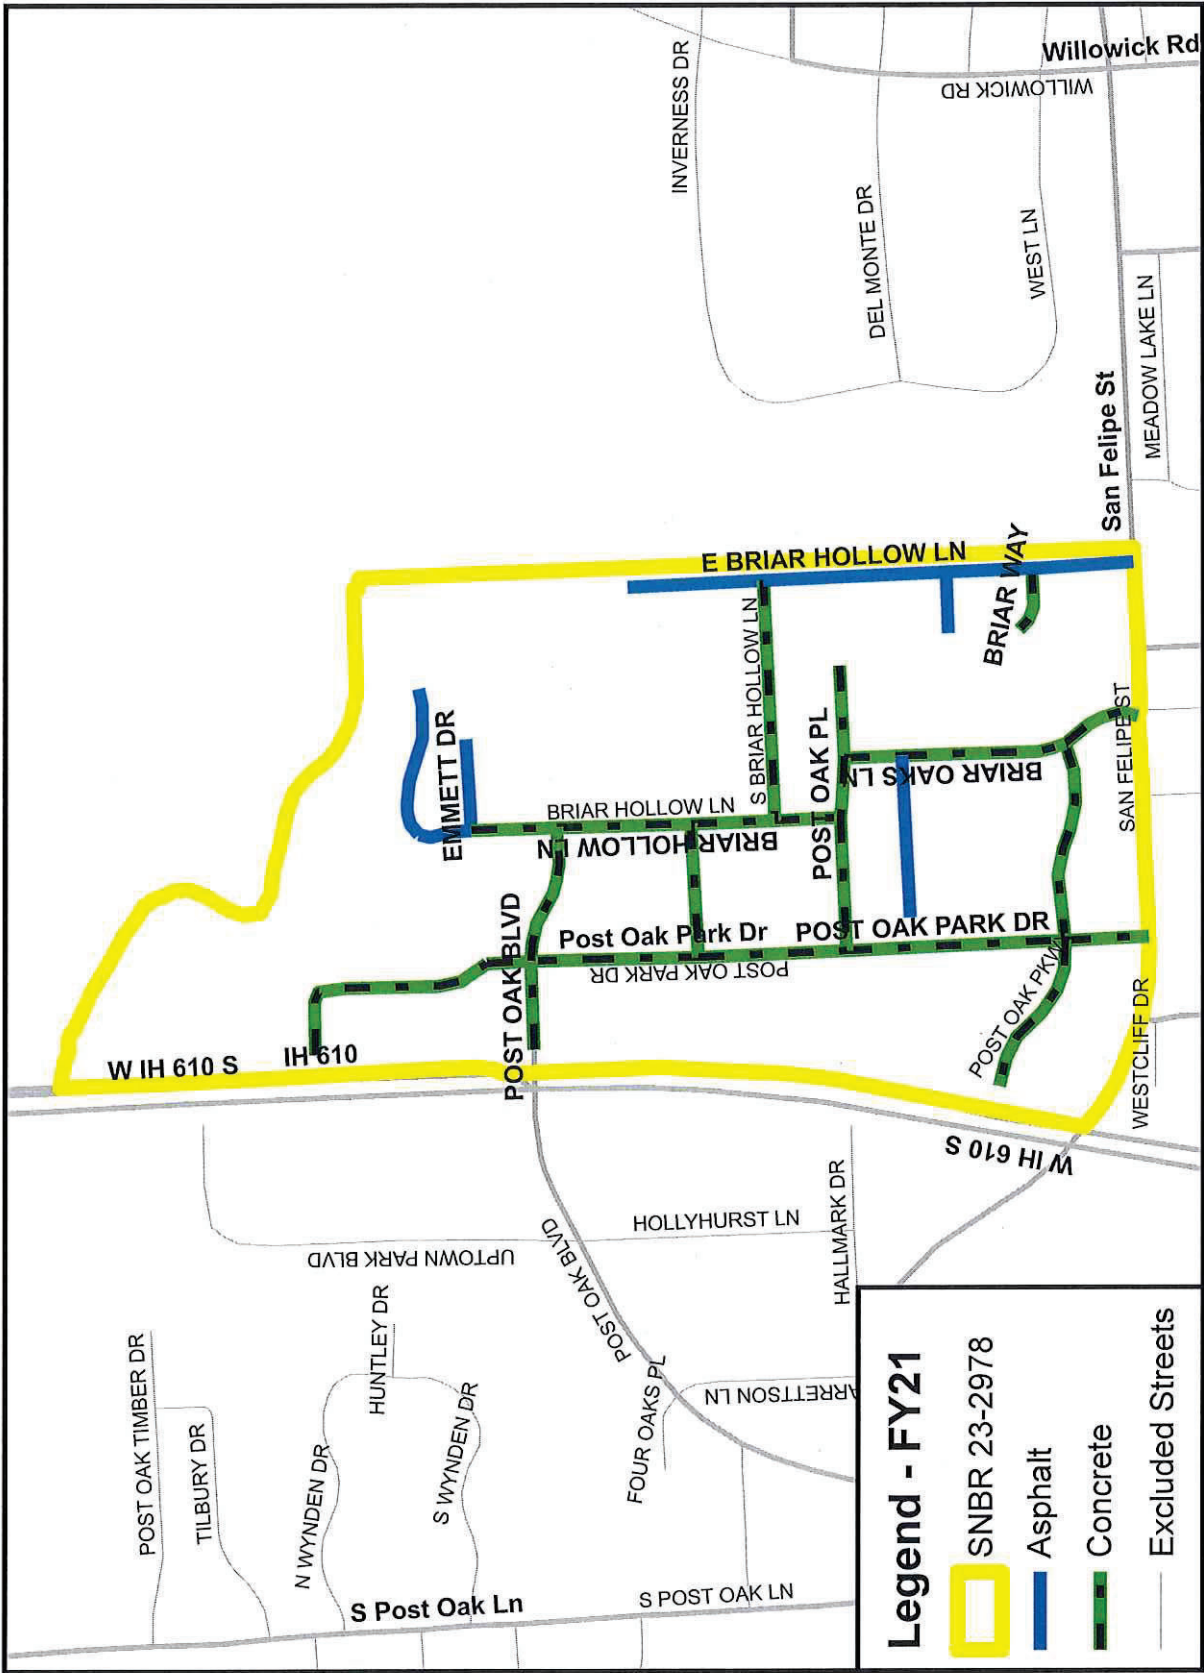 Willowick Rd
WILLOWICK RD
INVERNESS DR
DEL MONTE DR
WEST LN
San Felipe St
MEADOW LAKE LN
E BRIAR HOLLOW LN
BRIAR WAY
S BRIAR HOLLOW LN
EMMETT DR
BRIAR HOLLOW LN
BRIAR HOLLOW LN
POST OAK PL
BRIAR OAKS LN
SAN FELIPE ST
POST OAK BLVD
Post Oak Park Dr
POST OAK PARK DR
POST OAK PARK DR
POST OAK PKWY
WESTCLIFF DR
W IH 610 S
IH 610
W IH 610 S
UPTOWN PARK BLVD
HOLLYHURST LN
HALLMARK DR
POST OAK BLVD
HUNTLEY DR
POST OAK TIMBER DR
TILBURY DR
N WYNDEN DR
S WYNDEN DR
FOUR OAKS PL
ARRETTSON LN
S Post Oak Ln
S POST OAK LN
Legend - FY21
SNBR 23-2978
Asphalt
Concrete
Excluded Streets